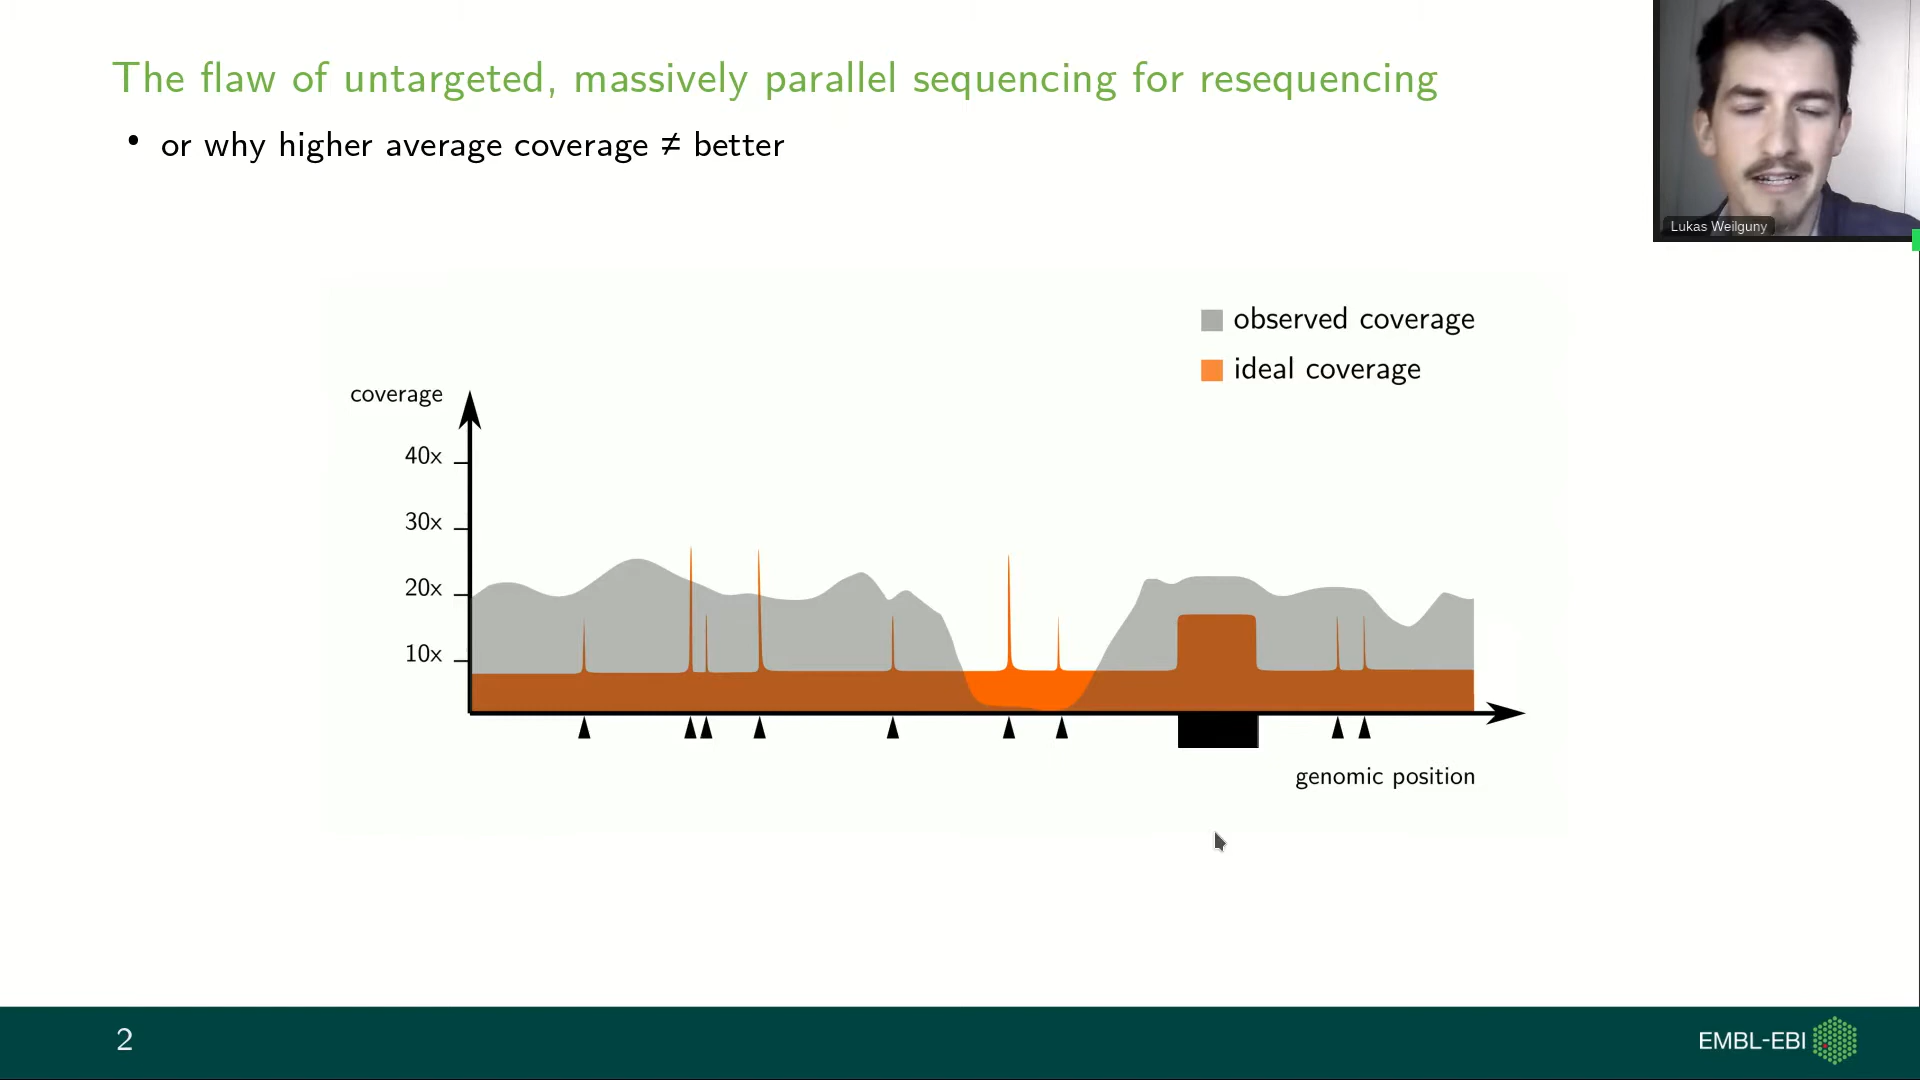 The flaw of untargeted, massively parallel sequencing for resequencing
• or why higher average coverage ≠ better
Lukas Weilguny
observed coverage
ideal coverage
coverage
40x
30x
20x
10x
genomic position
2
EMBL-EBI